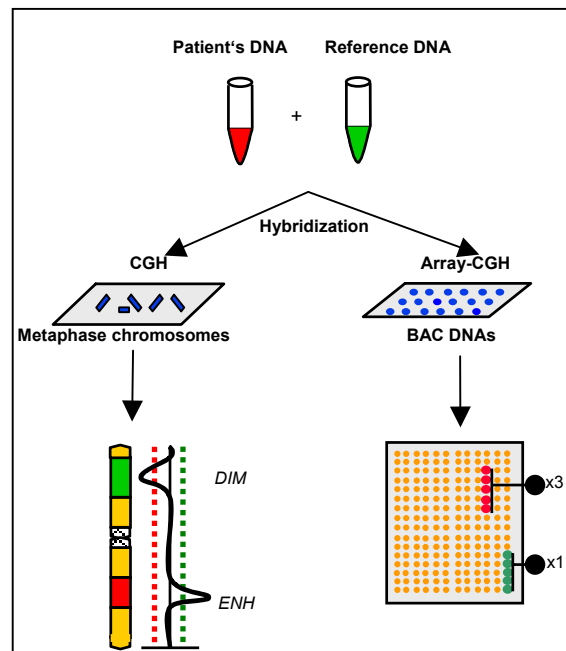 Patient‘s DNA Reference DNA
+
Hybridization
CGH Array-CGH
Metaphase chromosomes BAC DNAs
DIM
x3
x1
ENH